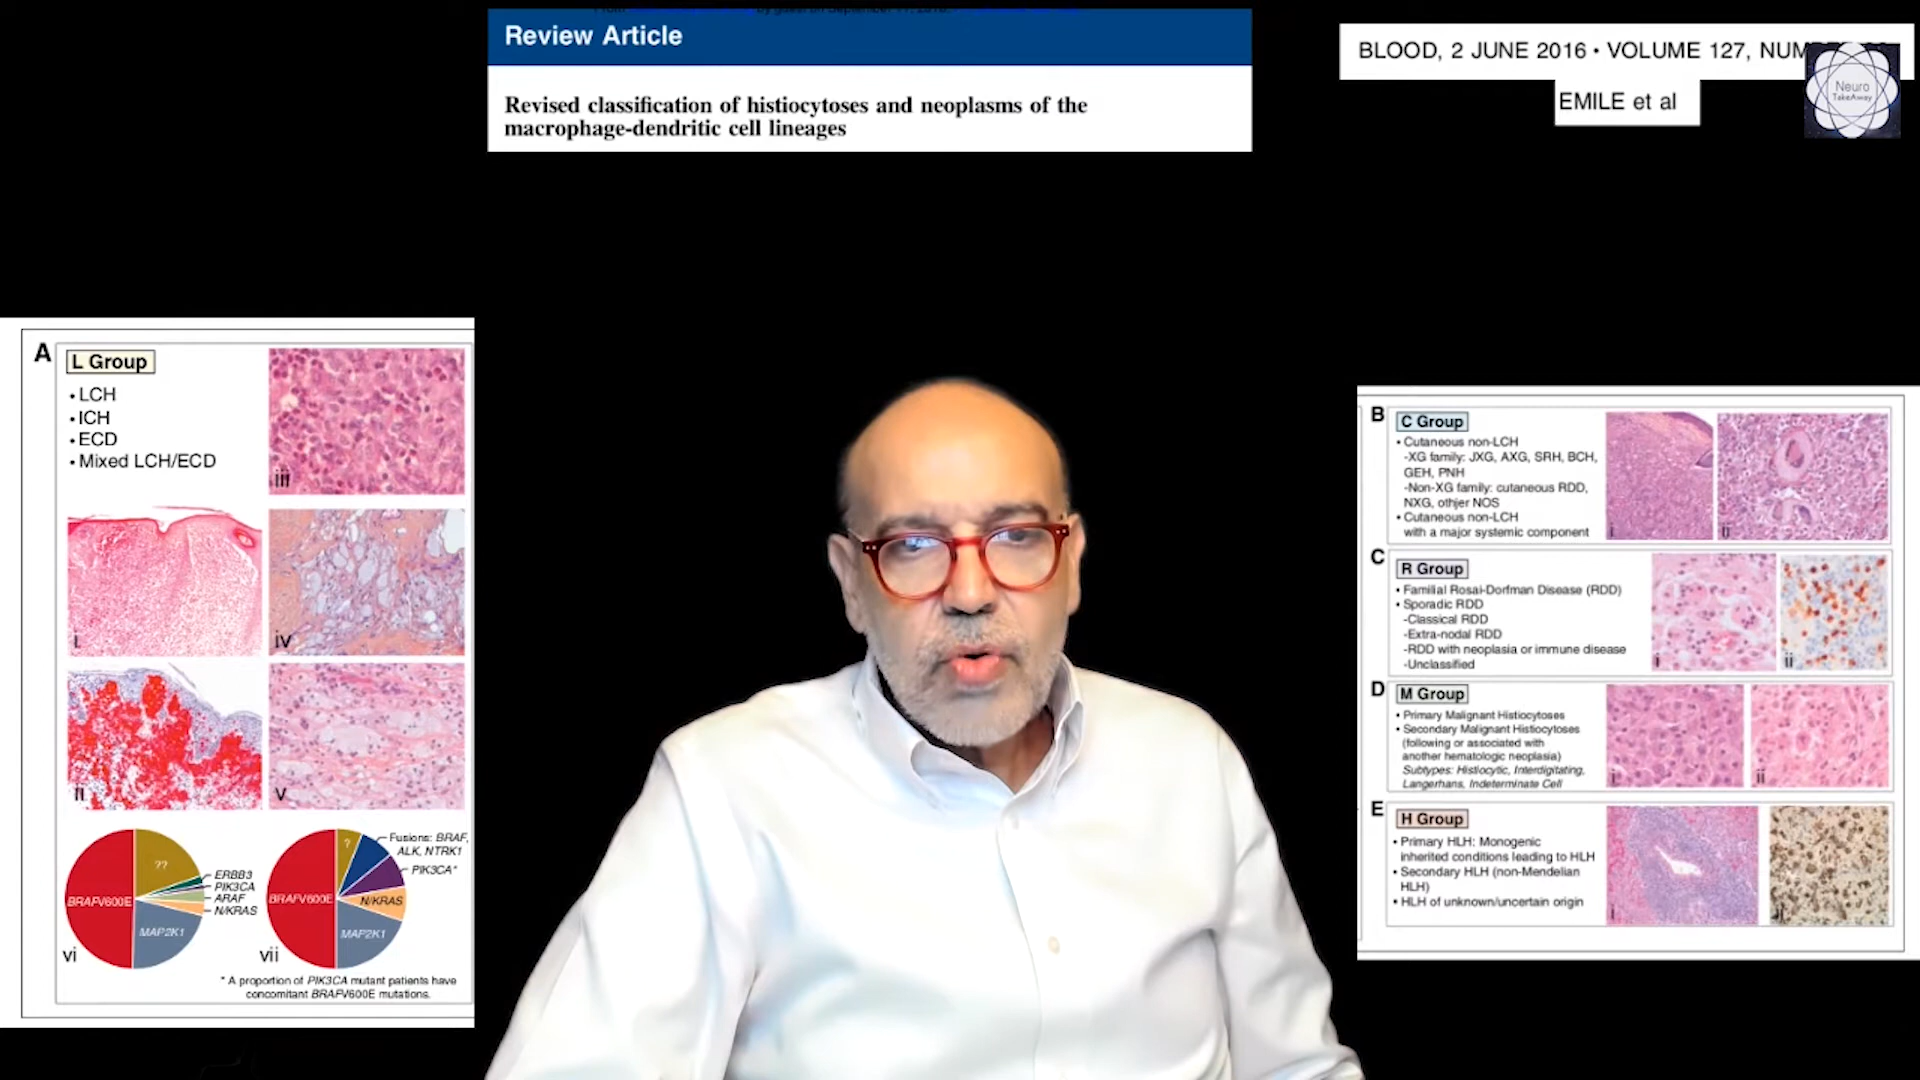 Review Article
Revised classification of histiocytoses and neoplasms of the
macrophage-dendritic cell lineages
BLOOD, 2 JUNE 2016 • VOLUME 127, NUM
EMILE et al
Neuro
TakeAway
A
L Group
• LCH
• ICH
• ECD
• Mixed LCH/ECD
iii
i
iv
ii
v
??
BRAFV600E
MAP2K1
ERBB3
PIK3CA
ARAF
N/KRAS
vi
?
BRAFV600E
MAP2K1
N/KRAS
Fusions: BRAF,
ALK, NTRK1
PIK3CA*
vii
* A proportion of PIK3CA mutant patients have
concomitant BRAFV600E mutations.
B
C Group
• Cutaneous non-LCH
-XG family: JXG, AXG, SRH, BCH,
GEH, PNH
-Non-XG family: cutaneous RDD,
NXG, othjer NOS
• Cutaneous non-LCH
with a major systemic component
i
ii
C
R Group
• Familial Rosai-Dorfman Disease (RDD)
• Sporadic RDD
-Classical RDD
-Extra-nodal RDD
-RDD with neoplasia or immune disease
-Unclassified
i
ii
D
M Group
• Primary Malignant Histiocytoses
• Secondary Malignant Histiocytoses
(following or associated with
another hematologic neoplasia)
Subtypes: Histiocytic, Interdigitating,
Langerhans, Indeterminate Cell
i
ii
E
H Group
• Primary HLH: Monogenic
inherited conditions leading to HLH
• Secondary HLH (non-Mendelian
HLH)
• HLH of unknown/uncertain origin
i
ii